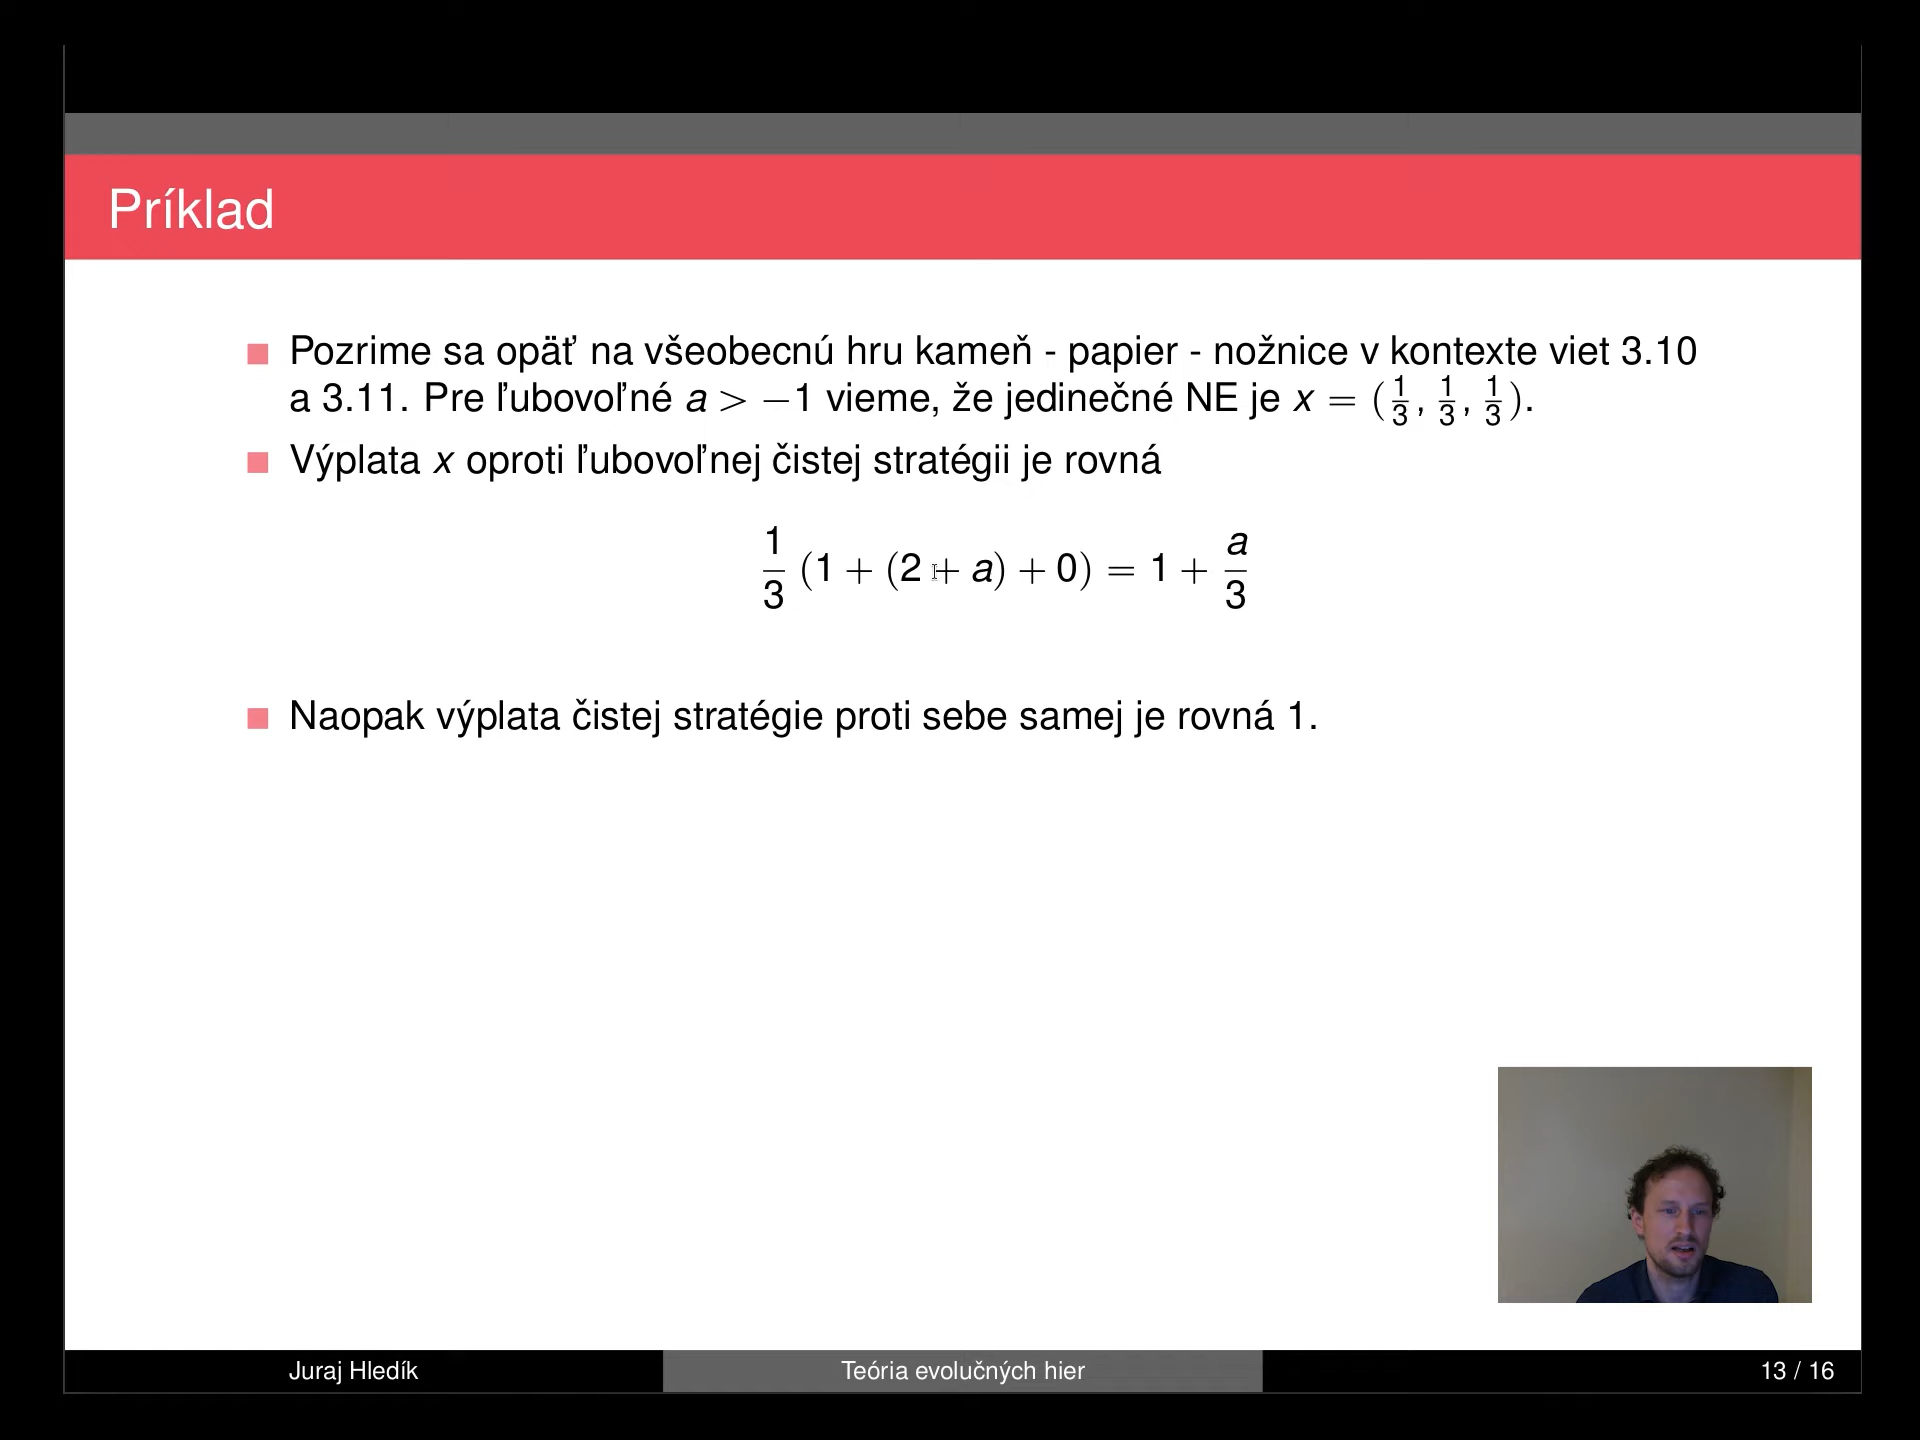 Príklad
Pozrime sa opäť na všeobecnú hru kameň - papier - nožnice v kontexte viet 3.10
a 3.11. Pre ľubovoľné a > −1 vieme, že jedinečné NE je x = (1/3, 1/3, 1/3).
Výplata x oproti ľubovoľnej čistej stratégii je rovná
1/3 (1 + (2 + a) + 0) = 1 + a/3
Naopak výplata čistej stratégie proti sebe samej je rovná 1.
Juraj Hledík
Teória evolučných hier
13 / 16